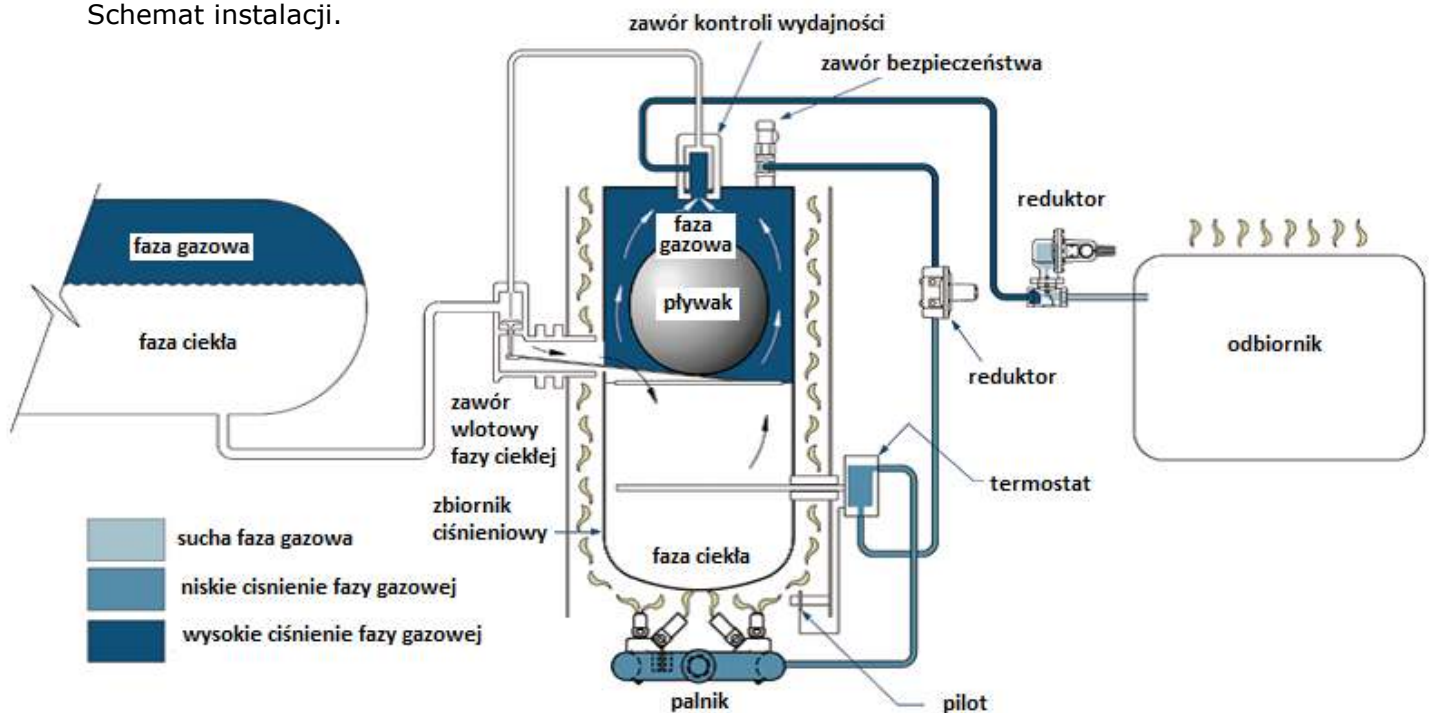 Schemat instalacji.
zawór kontroli wydajności
zawór bezpieczeństwa
reduktor
faza gazowa
faza
gazowa
pływak
faza ciekła
odbiornik
reduktor
zawór
wlotowy
fazy ciekłej
termostat
zbiornik
ciśnieniowy
sucha faza gazowa
faza ciekła
niskie cisnienie fazy gazowej
wysokie ciśnienie fazy gazowej
palnik
pilot